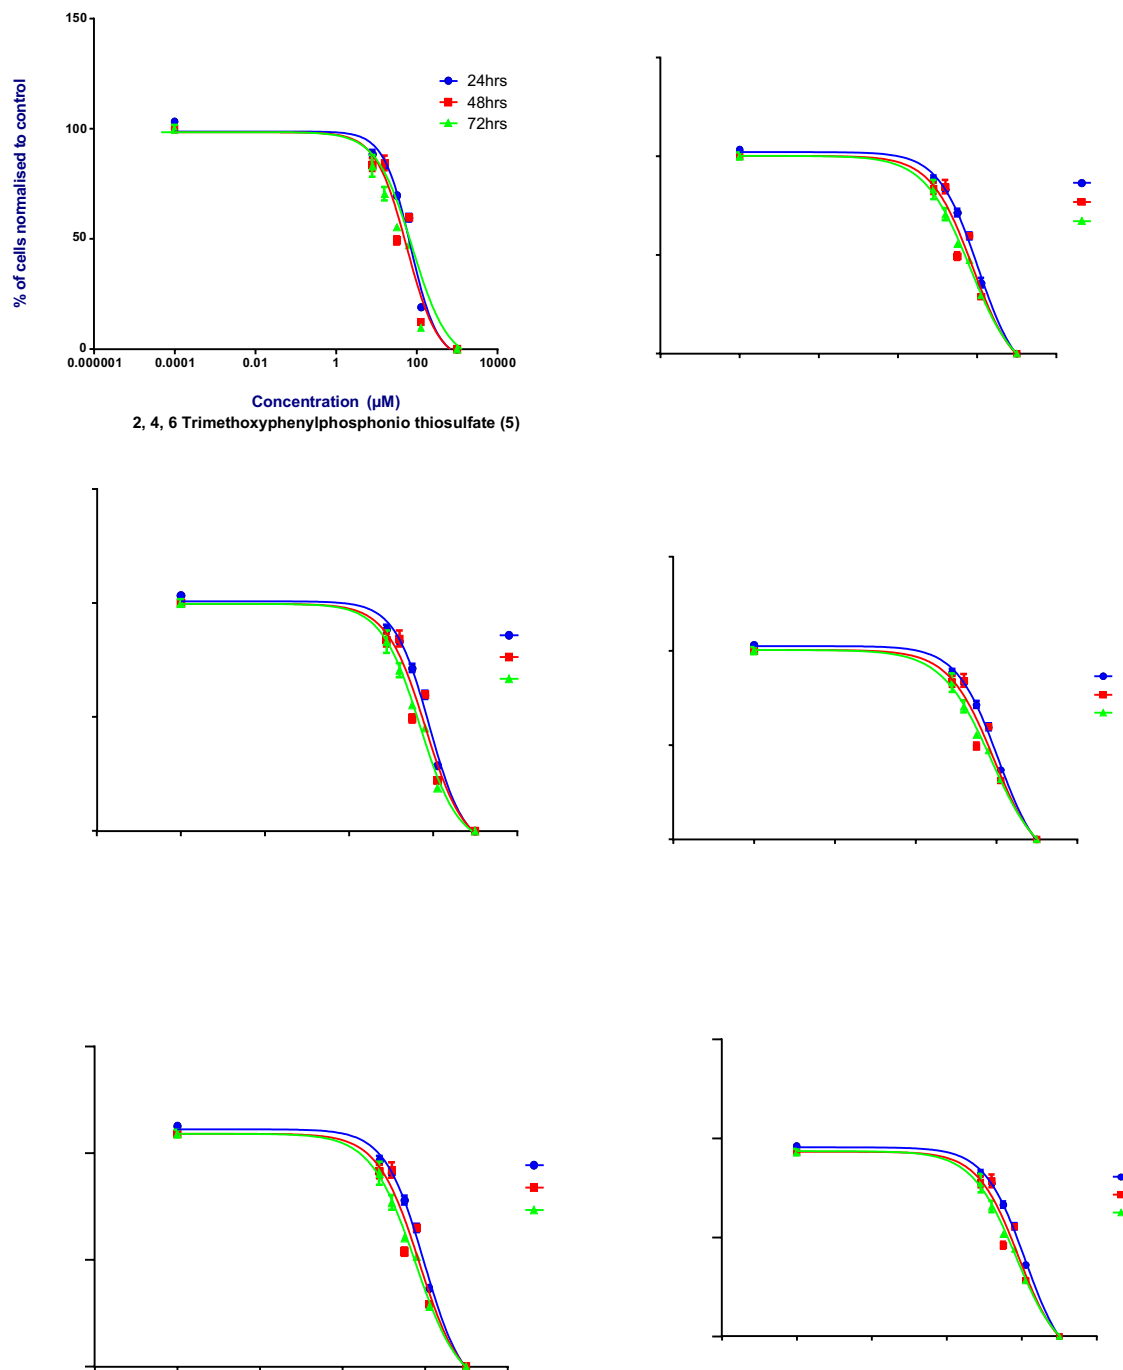 150
100
50
0
% of cells normalised to control
24hrs
48hrs
72hrs
0.000001 0.0001 0.01 1 100 10000
Concentration (µM)
2, 4, 6 Trimethoxyphenylphosphonio thiosulfate (5)